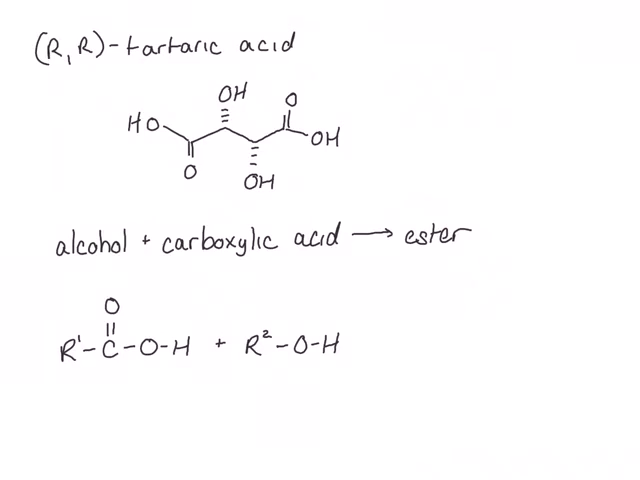 (R,R)-tartaric acid
OH O
HO OH
O OH
alcohol + carboxylic acid → ester
O
R¹-C-O-H + R²-O-H